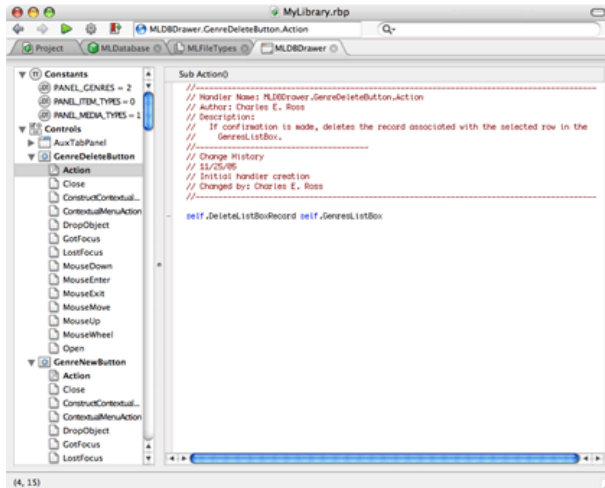 MyLibrary.rbp
MLDBDrawer.GenreDeleteButton.Action
Q-
Project
MLDatabase
MLFileTypes
MLDBDrawer
Constants
PANEL_GENRES = 2
PANEL_ITEM_TYPES = 0
PANEL_MEDIA_TYPES = 1
Controls
AuxTabPanel
GenreDeleteButton
Action
Close
ConstructContextual...
ContextualMenuAction
DropObject
GotFocus
LostFocus
MouseDown
MouseEnter
MouseExit
MouseMove
MouseUp
MouseWheel
Open
GenreNewButton
Action
Close
ConstructContextual...
ContextualMenuAction
DropObject
GotFocus
LostFocus
Sub Action()
//------------------------------------------------------------
// Handler Name: MLDBDrawer.GenreDeleteButton.Action
// Author: Charles E. Ross
// Description:
// If confirmation is made, deletes the record associated with the selected row in the
// GenresListBox.
//------------------------------
// Change History
// 11/25/05
// Initial handler creation
// Changed by: Charles E. Ross
//------------------------------------------------------------
self.DeleteListBoxRecord self.GenresListBox
(4, 15)